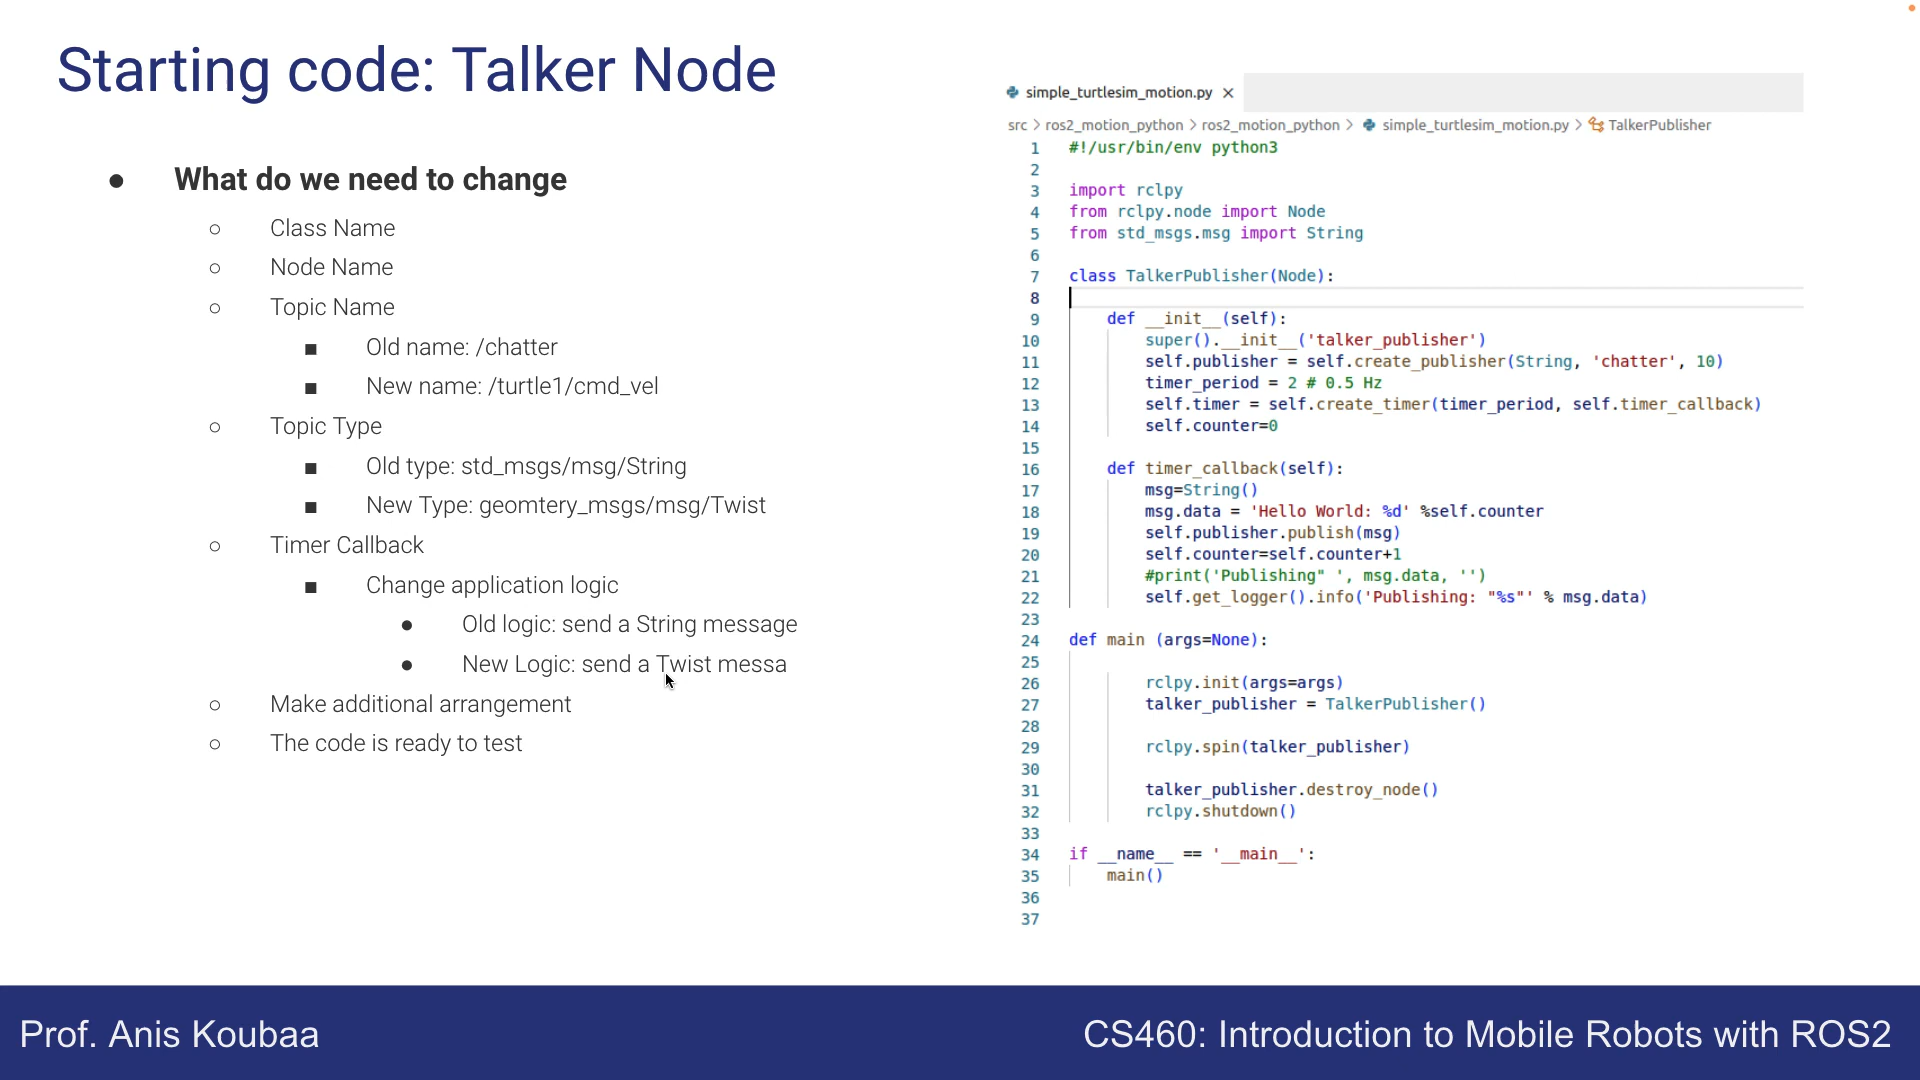 Starting code: Talker Node
● What do we need to change
○ Class Name
○ Node Name
○ Topic Name
■ Old name: /chatter
■ New name: /turtle1/cmd_vel
○ Topic Type
■ Old type: std_msgs/msg/String
■ New Type: geomtery_msgs/msg/Twist
○ Timer Callback
■ Change application logic
● Old logic: send a String message
● New Logic: send a Twist messa
○ Make additional arrangement
○ The code is ready to test
simple_turtlesim_motion.py ×
src > ros2_motion_python > ros2_motion_python > simple_turtlesim_motion.py > TalkerPublisher
1 #!/usr/bin/env python3
2
3 import rclpy
4 from rclpy.node import Node
5 from std_msgs.msg import String
6
7 class TalkerPublisher(Node):
8
9 def __init__(self):
10 super().__init__('talker_publisher')
11 self.publisher = self.create_publisher(String, 'chatter', 10)
12 timer_period = 2 # 0.5 Hz
13 self.timer = self.create_timer(timer_period, self.timer_callback)
14 self.counter=0
15
16 def timer_callback(self):
17 msg=String()
18 msg.data = 'Hello World: %d' %self.counter
19 self.publisher.publish(msg)
20 self.counter=self.counter+1
21 #print('Publishing" ', msg.data, '')
22 self.get_logger().info('Publishing: "%s"' % msg.data)
23
24 def main (args=None):
25
26 rclpy.init(args=args)
27 talker_publisher = TalkerPublisher()
28
29 rclpy.spin(talker_publisher)
30
31 talker_publisher.destroy_node()
32 rclpy.shutdown()
33
34 if __name__ == '__main__':
35 main()
36
37
Prof. Anis Koubaa
CS460: Introduction to Mobile Robots with ROS2